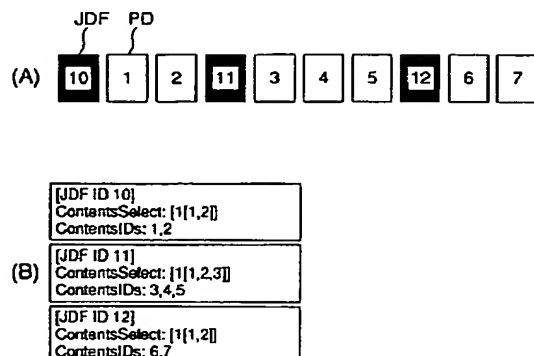 JDF PD
(A) 10 1 2 11 3 4 5 12 6 7
(B)
[JDF ID 10]
ContentsSelect: [1[1,2]]
ContentsIDs: 1,2
[JDF ID 11]
ContentsSelect: [1[1,2,3]]
ContentsIDs: 3,4,5
[JDF ID 12]
ContentsSelect: [1[1,2]]
ContentsIDs: 6,7